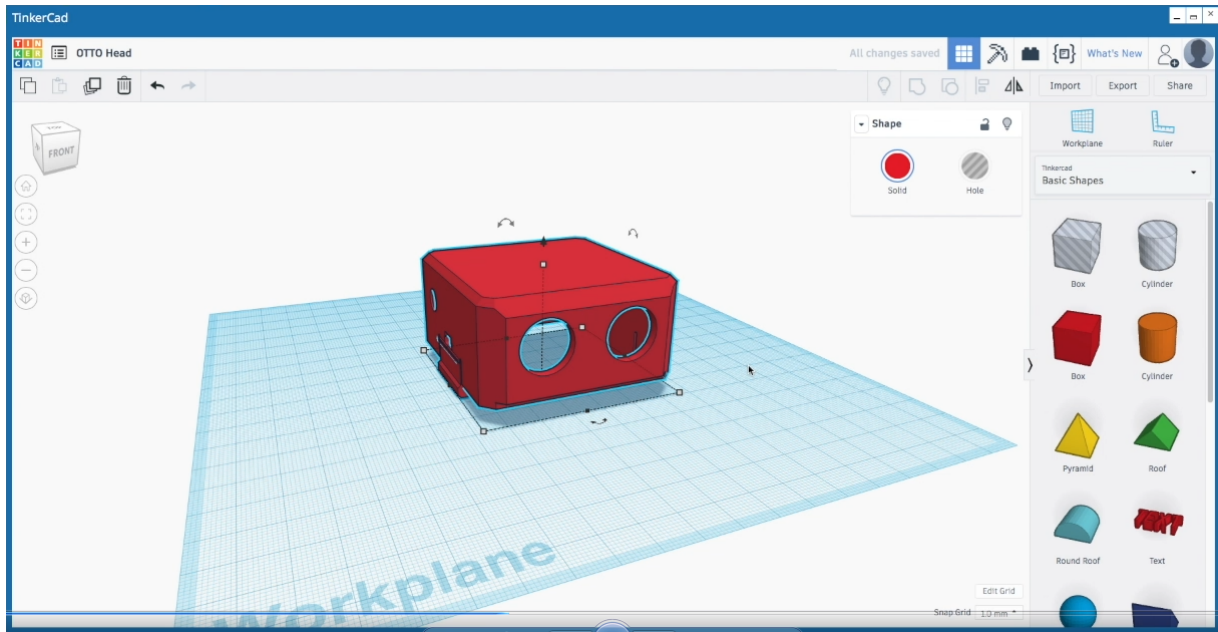 TinkerCad
TIN
KER
CAD
OTTO Head
All changes saved
What's New
Import
Export
Share
TOP
FRONT
Shape
Solid
Hole
Workplane
Ruler
Tinkercad
Basic Shapes
Box
Cylinder
Box
Cylinder
Pyramid
Roof
Round Roof
TEXT
Text
Workplane
Edit Grid
Snap Grid
1.0 mm